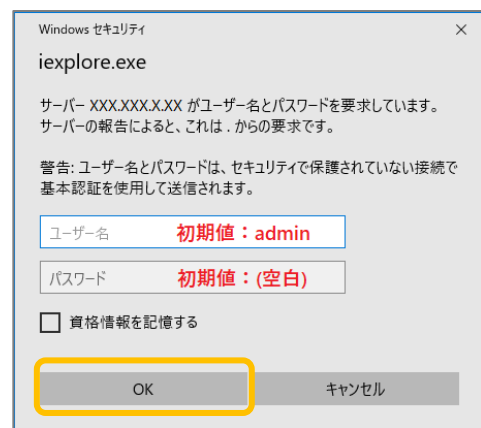 Windows セキュリティ
iexplore.exe
サーバー XXX.XXX.X.XX がユーザー名とパスワードを要求しています。
サーバーの報告によると、これは . からの要求です。
警告: ユーザー名とパスワードは、セキュリティで保護されていない接続で
基本認証を使用して送信されます。
ユーザー名 初期値：admin
パスワード 初期値：(空白)
資格情報を記憶する
OK キャンセル